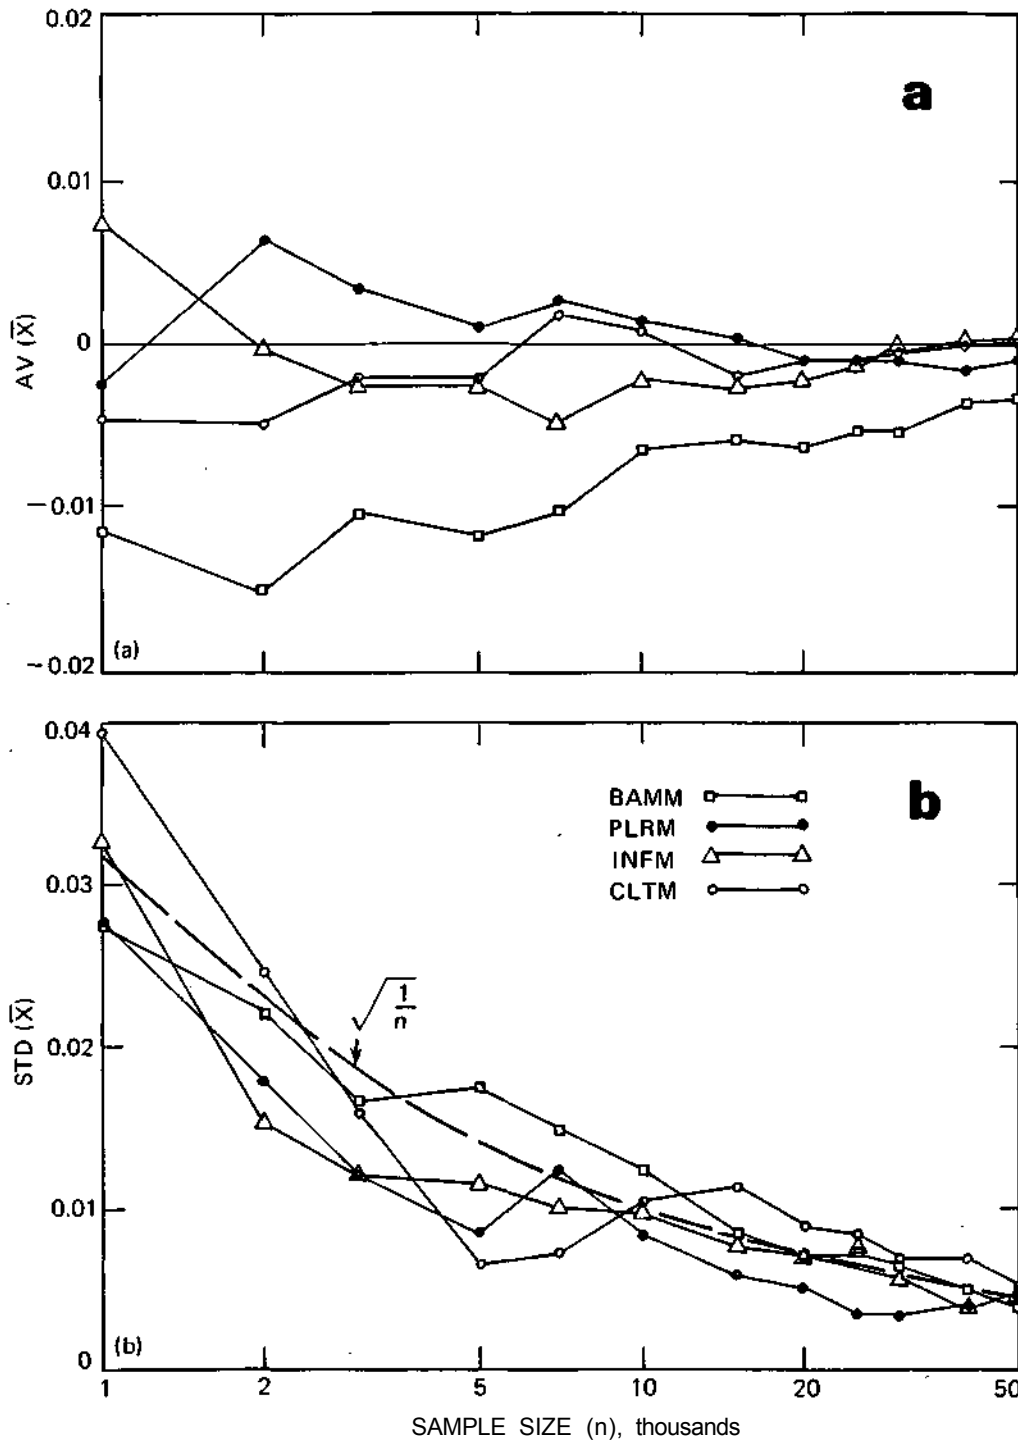 0.02
a
0.01
AV (X̅)
0
−0.01
(a)
−0.02
0.04
b
BAMM
PLRM
INFM
CLTM
0.03
√1/n
STD (X̅)
0.02
0.01
(b)
0
1 2 5 10 20 50
SAMPLE SIZE (n), thousands